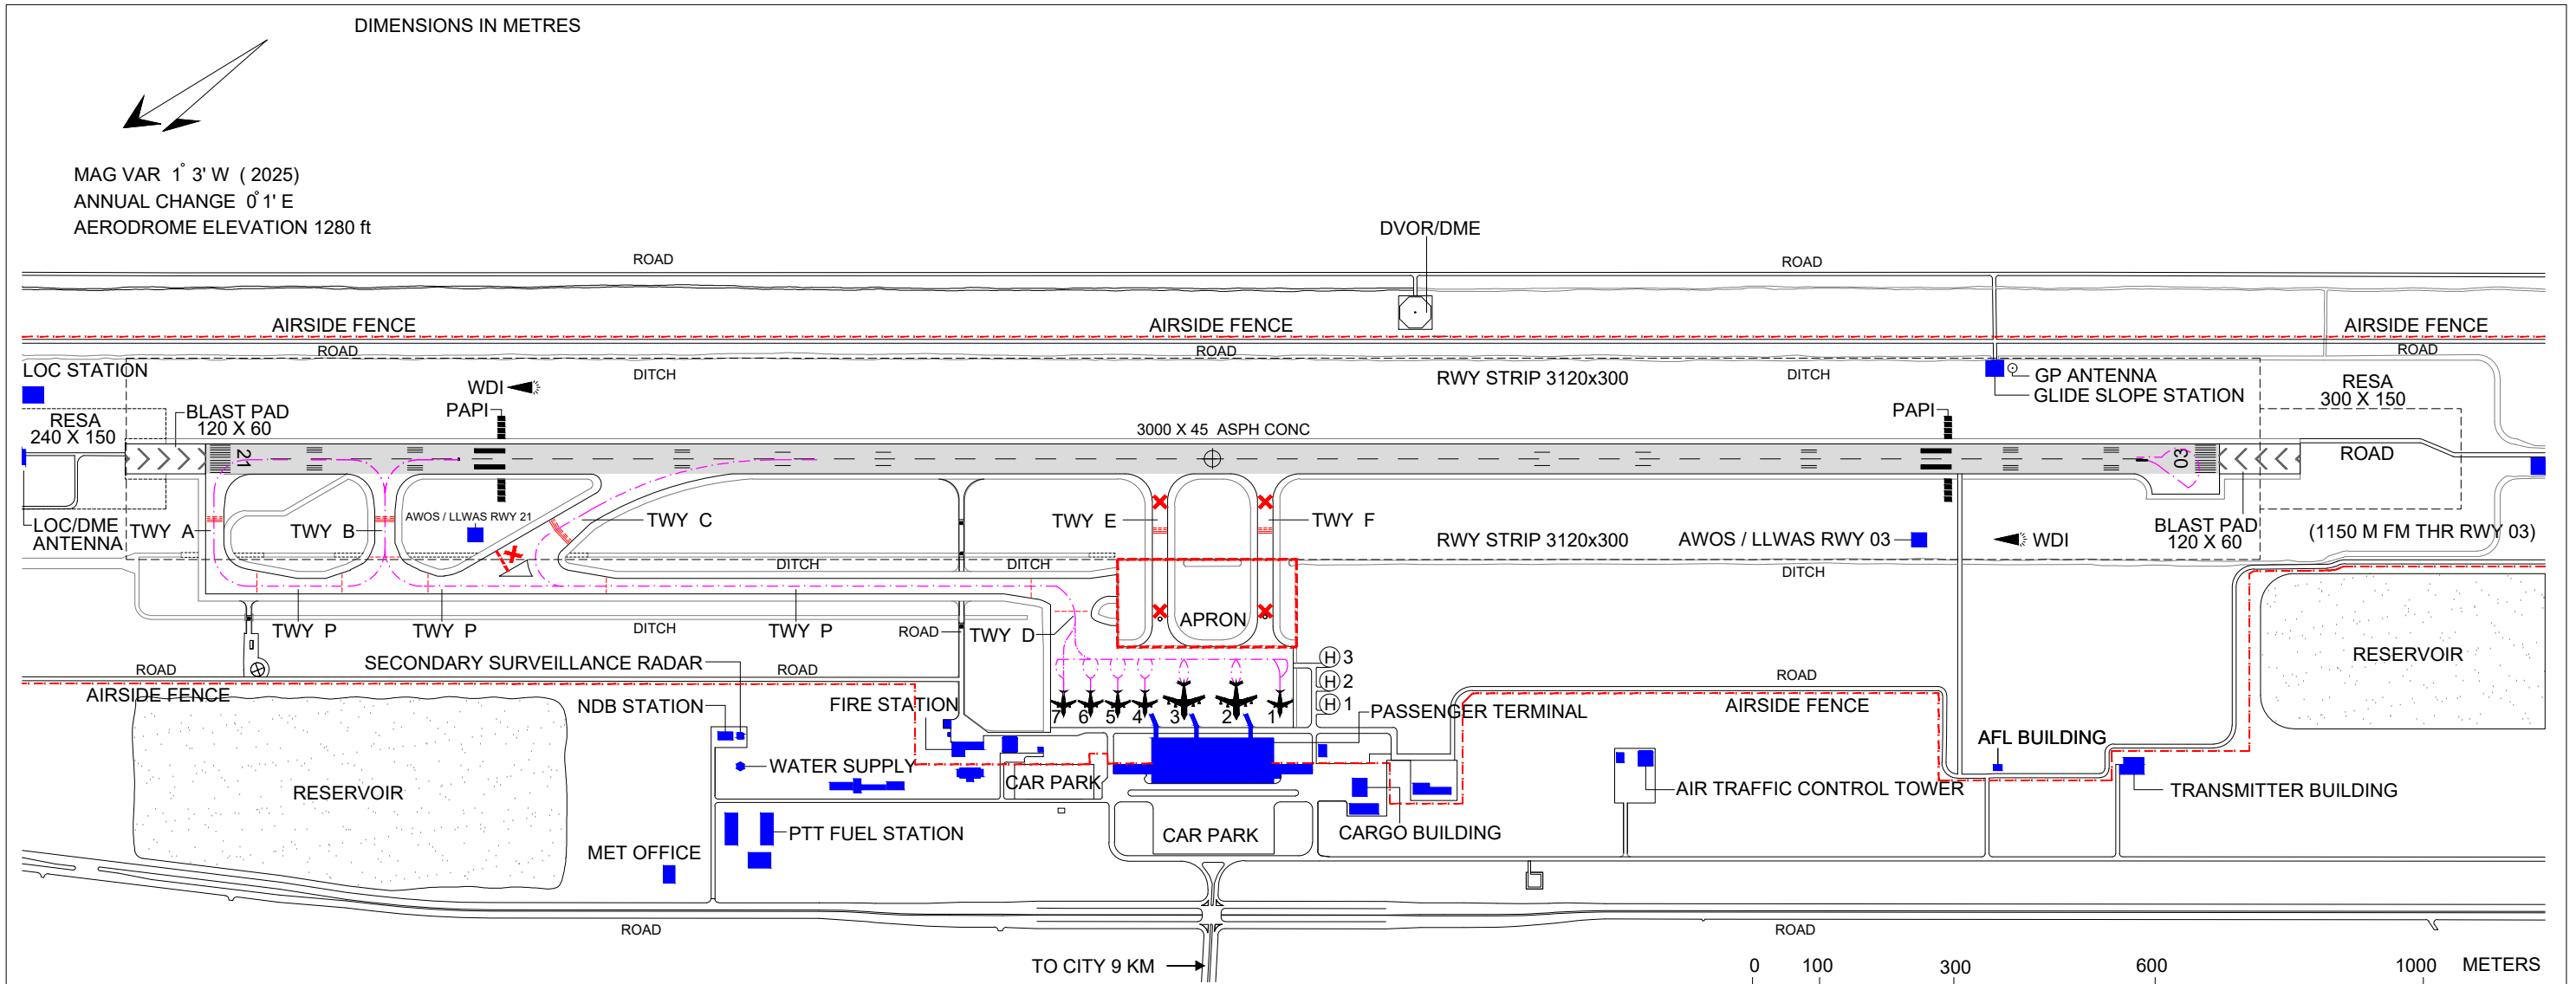 DIMENSIONS IN METRES
MAG VAR 1° 3' W ( 2025)
ANNUAL CHANGE 0° 1' E
AERODROME ELEVATION 1280 ft
DVOR/DME
ROAD
ROAD
AIRSIDE FENCE
AIRSIDE FENCE
AIRSIDE FENCE
ROAD
ROAD
ROAD
LOC STATION
DITCH
WDI
RWY STRIP 3120x300
DITCH
GP ANTENNA
GLIDE SLOPE STATION
RESA
300 X 150
RESA
240 X 150
BLAST PAD
120 X 60
PAPI
PAPI
3000 X 45 ASPH CONC
21
03
ROAD
LOC/DME
ANTENNA
TWY A
TWY B
AWOS / LLWAS RWY 21
TWY C
TWY E
TWY F
RWY STRIP 3120x300
AWOS / LLWAS RWY 03
WDI
BLAST PAD
120 X 60
(1150 M FM THR RWY 03)
DITCH
DITCH
DITCH
APRON
TWY P
TWY P
DITCH
TWY P
ROAD
TWY D
ROAD
SECONDARY SURVEILLANCE RADAR
ROAD
H 3
H 2
H 1
ROAD
RESERVOIR
AIRSIDE FENCE
NDB STATION
FIRE STATION
7
6
5
4
3
2
1
PASSENGER TERMINAL
AIRSIDE FENCE
AFL BUILDING
WATER SUPPLY
CAR PARK
RESERVOIR
AIR TRAFFIC CONTROL TOWER
TRANSMITTER BUILDING
PTT FUEL STATION
CAR PARK
CARGO BUILDING
MET OFFICE
ROAD
ROAD
TO CITY 9 KM
0 100 300 600 1000 METERS